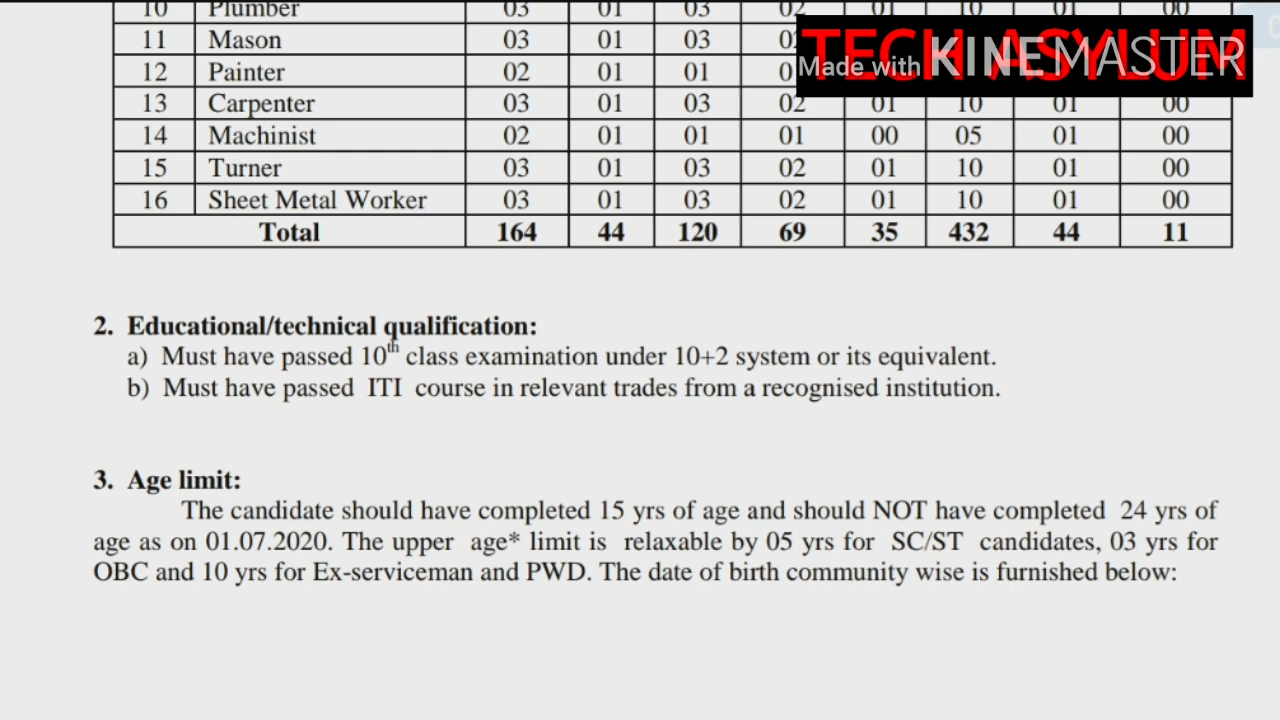 10 Plumber 03 01 03 02 01 10 01 00
11 Mason 03 01 03
12 Painter 02 01 01
13 Carpenter 03 01 03 02 01 10 01 00
14 Machinist 02 01 01 01 00 05 01 00
15 Turner 03 01 03 02 01 10 01 00
16 Sheet Metal Worker 03 01 03 02 01 10 01 00
Total 164 44 120 69 35 432 44 11
TECH ASYLUM
Made with KINEMASTER
2. Educational/technical qualification:
a) Must have passed 10th class examination under 10+2 system or its equivalent.
b) Must have passed ITI course in relevant trades from a recognised institution.
3. Age limit:
The candidate should have completed 15 yrs of age and should NOT have completed 24 yrs of
age as on 01.07.2020. The upper age* limit is relaxable by 05 yrs for SC/ST candidates, 03 yrs for
OBC and 10 yrs for Ex-serviceman and PWD. The date of birth community wise is furnished below: